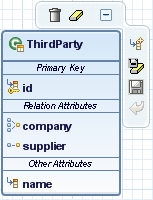 ThirdParty
Primary Key
id
Relation Attributes
company
supplier
Other Attributes
name